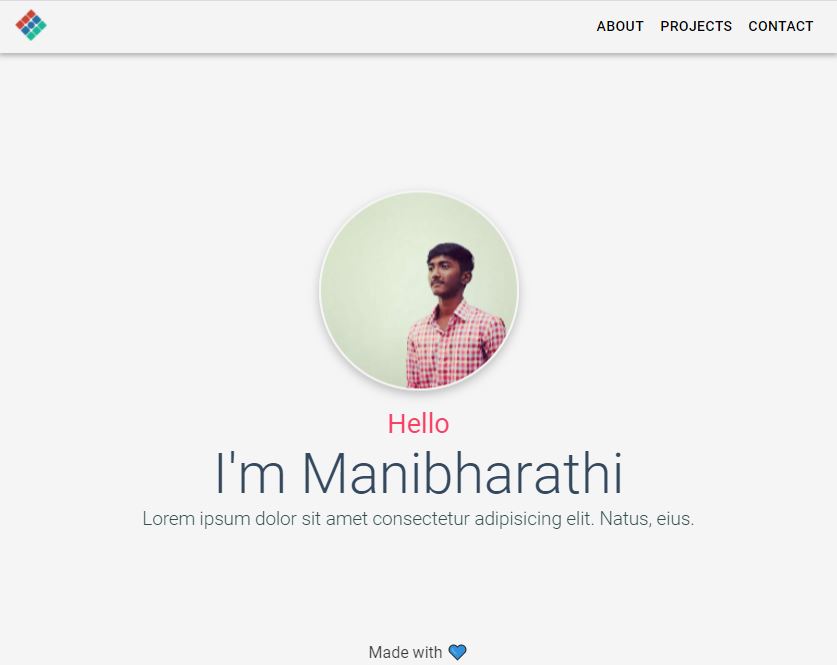 ABOUT PROJECTS CONTACT
Hello
I'm Manibharathi
Lorem ipsum dolor sit amet consectetur adipisicing elit. Natus, eius.
Made with 💙